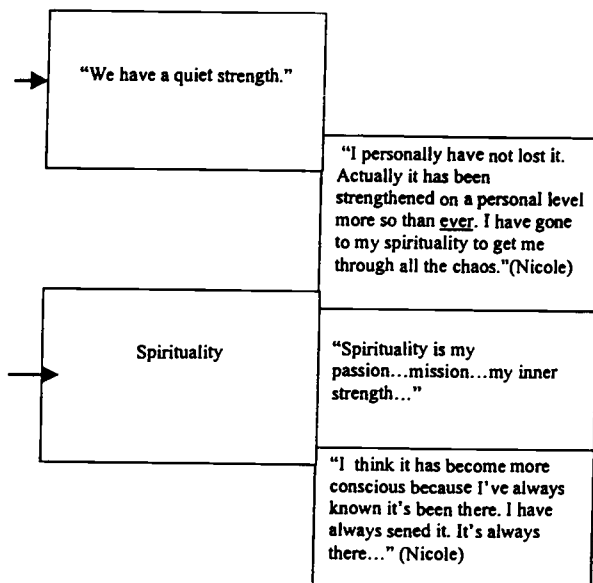 “We have a quiet strength.”
“I personally have not lost it.
Actually it has been
strengthened on a personal level
more so than ever. I have gone
to my spirituality to get me
through all the chaos.”(Nicole)
Spirituality
“Spirituality is my
passion…mission…my inner
strength…”
“I think it has become more
conscious because I’ve always
known it’s been there. I have
always sened it. It’s always
there…” (Nicole)